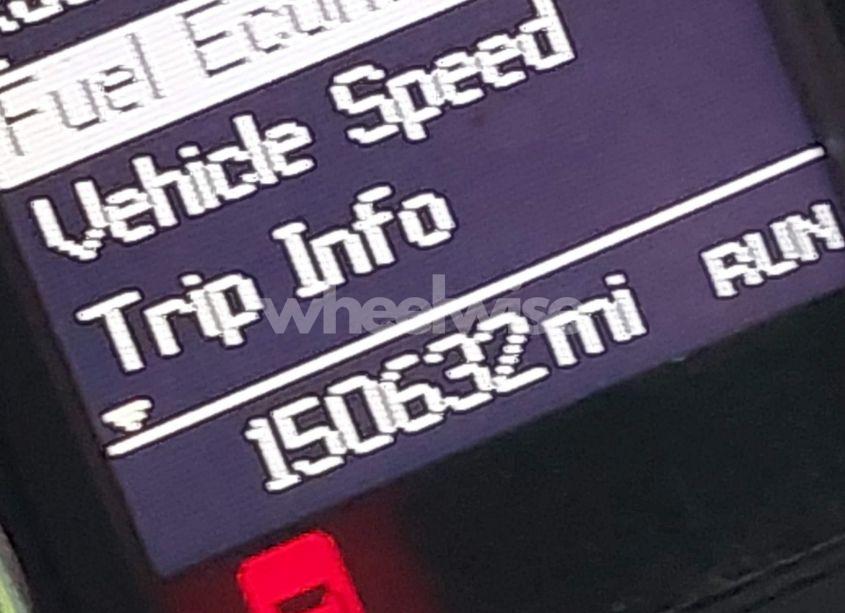 Fuel Econ
Vehicle Speed
Trip Info
wheelwise
150632mi RUN